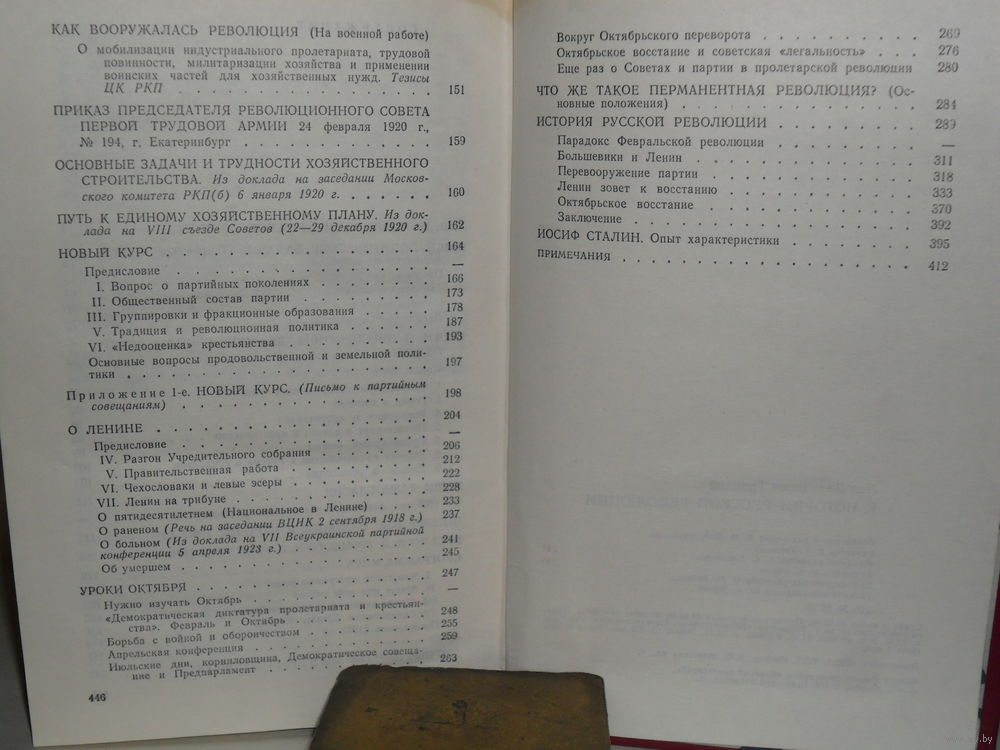 КАК ВООРУЖАЛАСЬ РЕВОЛЮЦИЯ (На военной работе)
О мобилизации индустриального пролетариата, трудовой
повинности, милитаризации хозяйства и применении
воинских частей для хозяйственных нужд. Тезисы
ЦК РКП . . . . . . . . . . . . 151
ПРИКАЗ ПРЕДСЕДАТЕЛЯ РЕВОЛЮЦИОННОГО СОВЕТА
ПЕРВОЙ ТРУДОВОЙ АРМИИ 24 февраля 1920 г.,
№ 194, г. Екатеринбург . . . . . . . . 159
ОСНОВНЫЕ ЗАДАЧИ И ТРУДНОСТИ ХОЗЯЙСТВЕННОГО
СТРОИТЕЛЬСТВА. Из доклада на заседании Москов-
ского комитета РКП(б) 6 января 1920 г. . . . . . . 160
ПУТЬ К ЕДИНОМУ ХОЗЯЙСТВЕННОМУ ПЛАНУ. Из док-
лада на VIII съезде Советов (22—29 декабря 1920 г.) 162
НОВЫЙ КУРС . . . . . . . . . . . . 164
Предисловие . . . . . . . . . . . . —
I. Вопрос о партийных поколениях . . . . . . 166
II. Общественный состав партии . . . . . . 173
III. Группировки и фракционные образования . . . . . 178
V. Традиция и революционная политика . . . . . 187
VI. «Недооценка» крестьянства . . . . . . . 193
Основные вопросы продовольственной и земельной поли-
тики . . . . . . . . . . . . . . 197
Приложение 1-е. НОВЫЙ КУРС. (Письмо к партийным
совещаниям) . . . . . . . . . . . . 198
О ЛЕНИНЕ . . . . . . . . . . . . . 204
Предисловие . . . . . . . . . . . . —
IV. Разгон Учредительного собрания . . . . . . 206
V. Правительственная работа . . . . . . . 212
VI. Чехословаки и левые эсеры . . . . . . . 222
VII. Ленин на трибуне . . . . . . . . . 228
О пятидесятилетнем (Национальное в Ленине) . . . . 233
О раненом (Речь на заседании ВЦИК 2 сентября 1918 г.) 237
О больном (Из доклада на VII Всеукраинской партийной
конференции 5 апреля 1923 г.) . . . . . . . 241
Об умершем . . . . . . . . . . . . 245
УРОКИ ОКТЯБРЯ . . . . . . . . . . . 247
Нужно изучать Октябрь . . . . . . . . . —
«Демократическая диктатура пролетариата и крестьян-
ства». Февраль и Октябрь . . . . . . . . 248
Борьба с войной и оборончеством . . . . . . 255
Апрельская конференция . . . . . . . . 259
Июльские дни, корниловщина, Демократическое совеща-
ние и Предпарламент . . . . . . . . . 263
446
Вокруг Октябрьского переворота . . . . . . . 269
Октябрьское восстание и советская «легальность» . . . 276
Еще раз о Советах и партии в пролетарской революции 280
ЧТО ЖЕ ТАКОЕ ПЕРМАНЕНТНАЯ РЕВОЛЮЦИЯ? (Ос-
новные положения) . . . . . . . . . . . 284
ИСТОРИЯ РУССКОЙ РЕВОЛЮЦИИ . . . . . . . 289
Парадокс Февральской революции . . . . . . . —
Большевики и Ленин . . . . . . . . . . 311
Перевооружение партии . . . . . . . . . 318
Ленин зовет к восстанию . . . . . . . . . 333
Октябрьское восстание . . . . . . . . . 370
Заключение . . . . . . . . . . . . 392
ИОСИФ СТАЛИН. Опыт характеристики . . . . . . 395
ПРИМЕЧАНИЯ . . . . . . . . . . . . 412